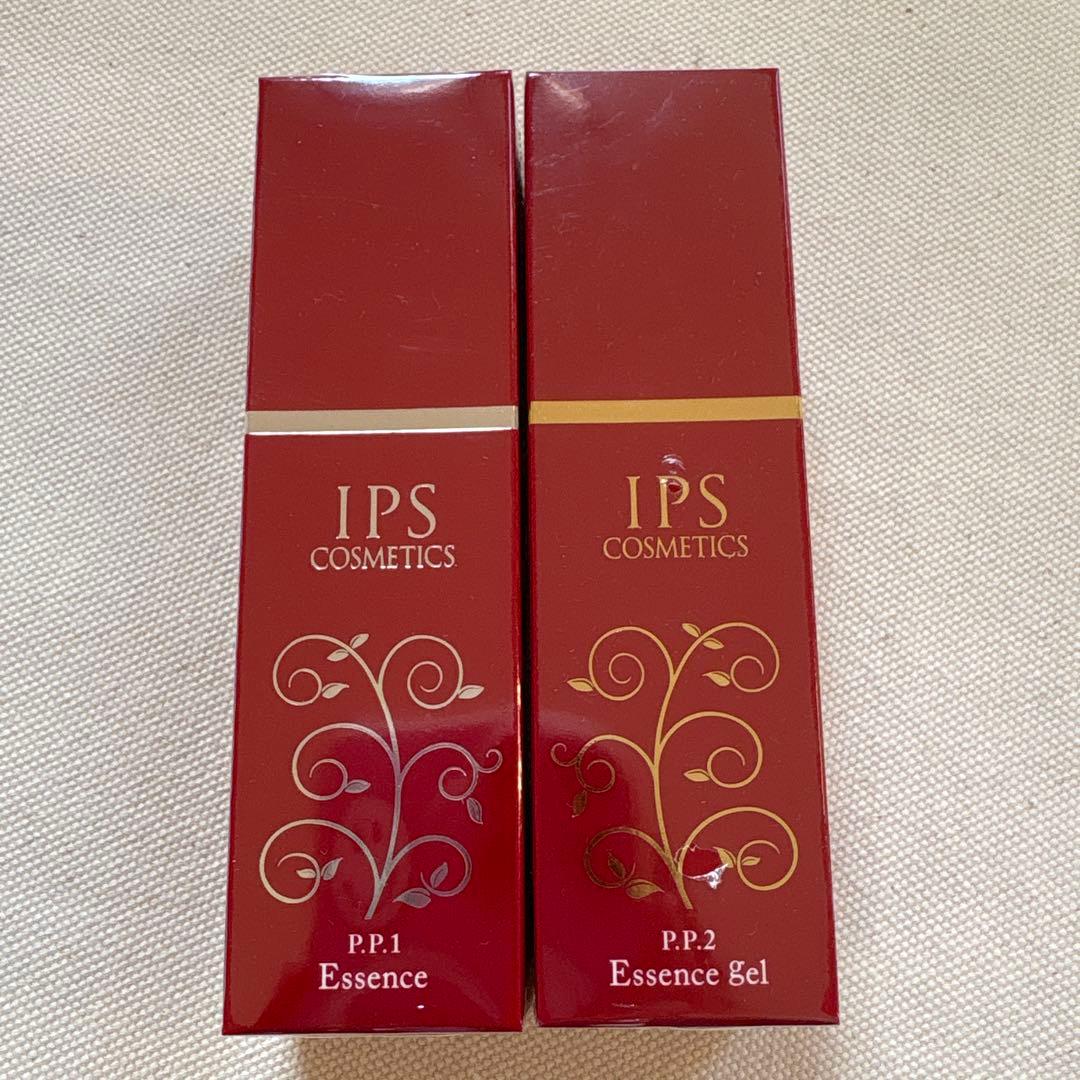 IPS
COSMETICS
P.P.1
Essence
IPS
COSMETICS
P.P.2
Essence gel